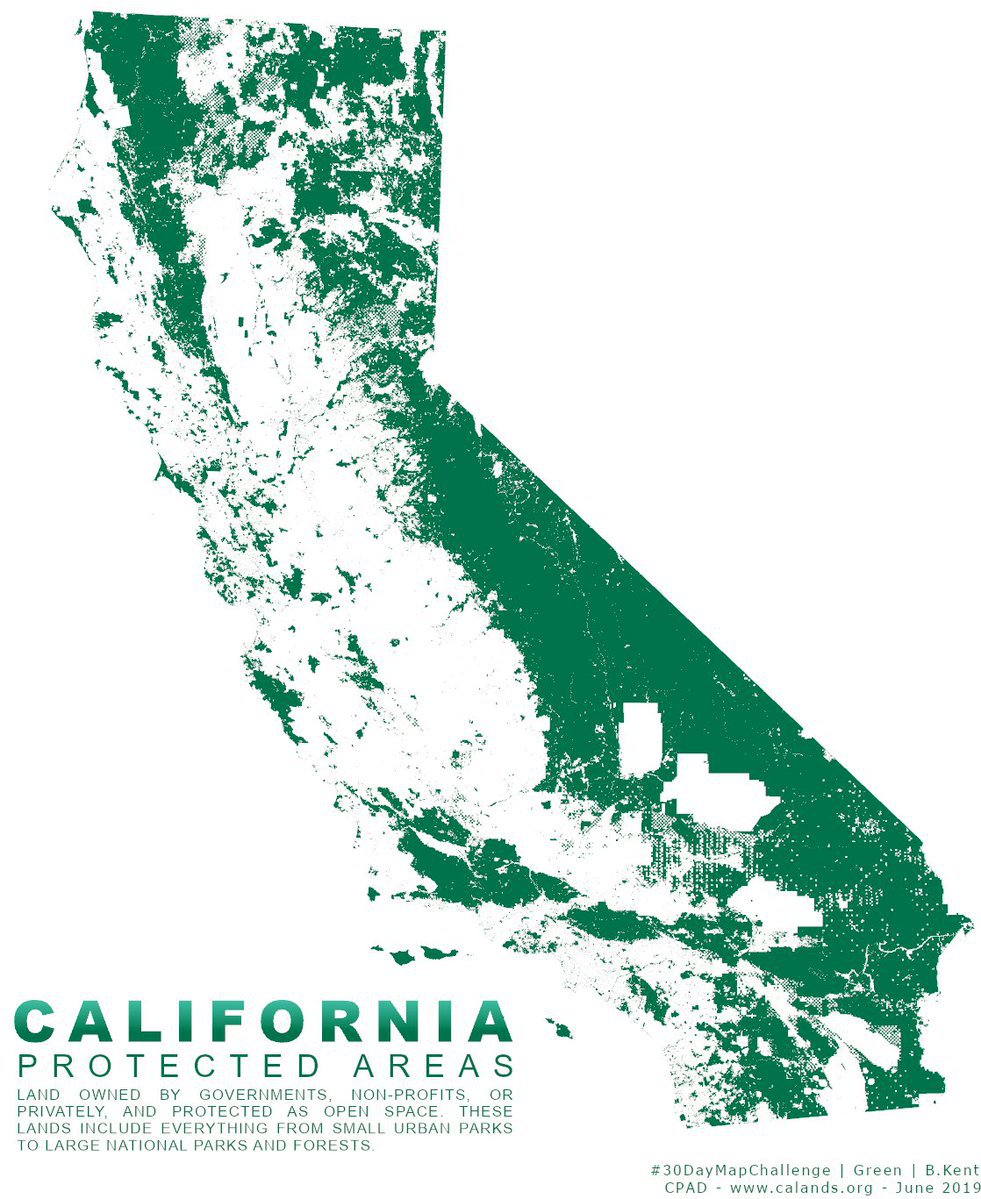 CALIFORNIA
PROTECTED AREAS
LAND OWNED BY GOVERNMENTS, NON-PROFITS, OR
PRIVATELY, AND PROTECTED AS OPEN SPACE. THESE
LANDS INCLUDE EVERYTHING FROM SMALL URBAN PARKS
TO LARGE NATIONAL PARKS AND FORESTS.
#30DayMapChallenge | Green | B.Kent
CPAD - www.calands.org - June 2019